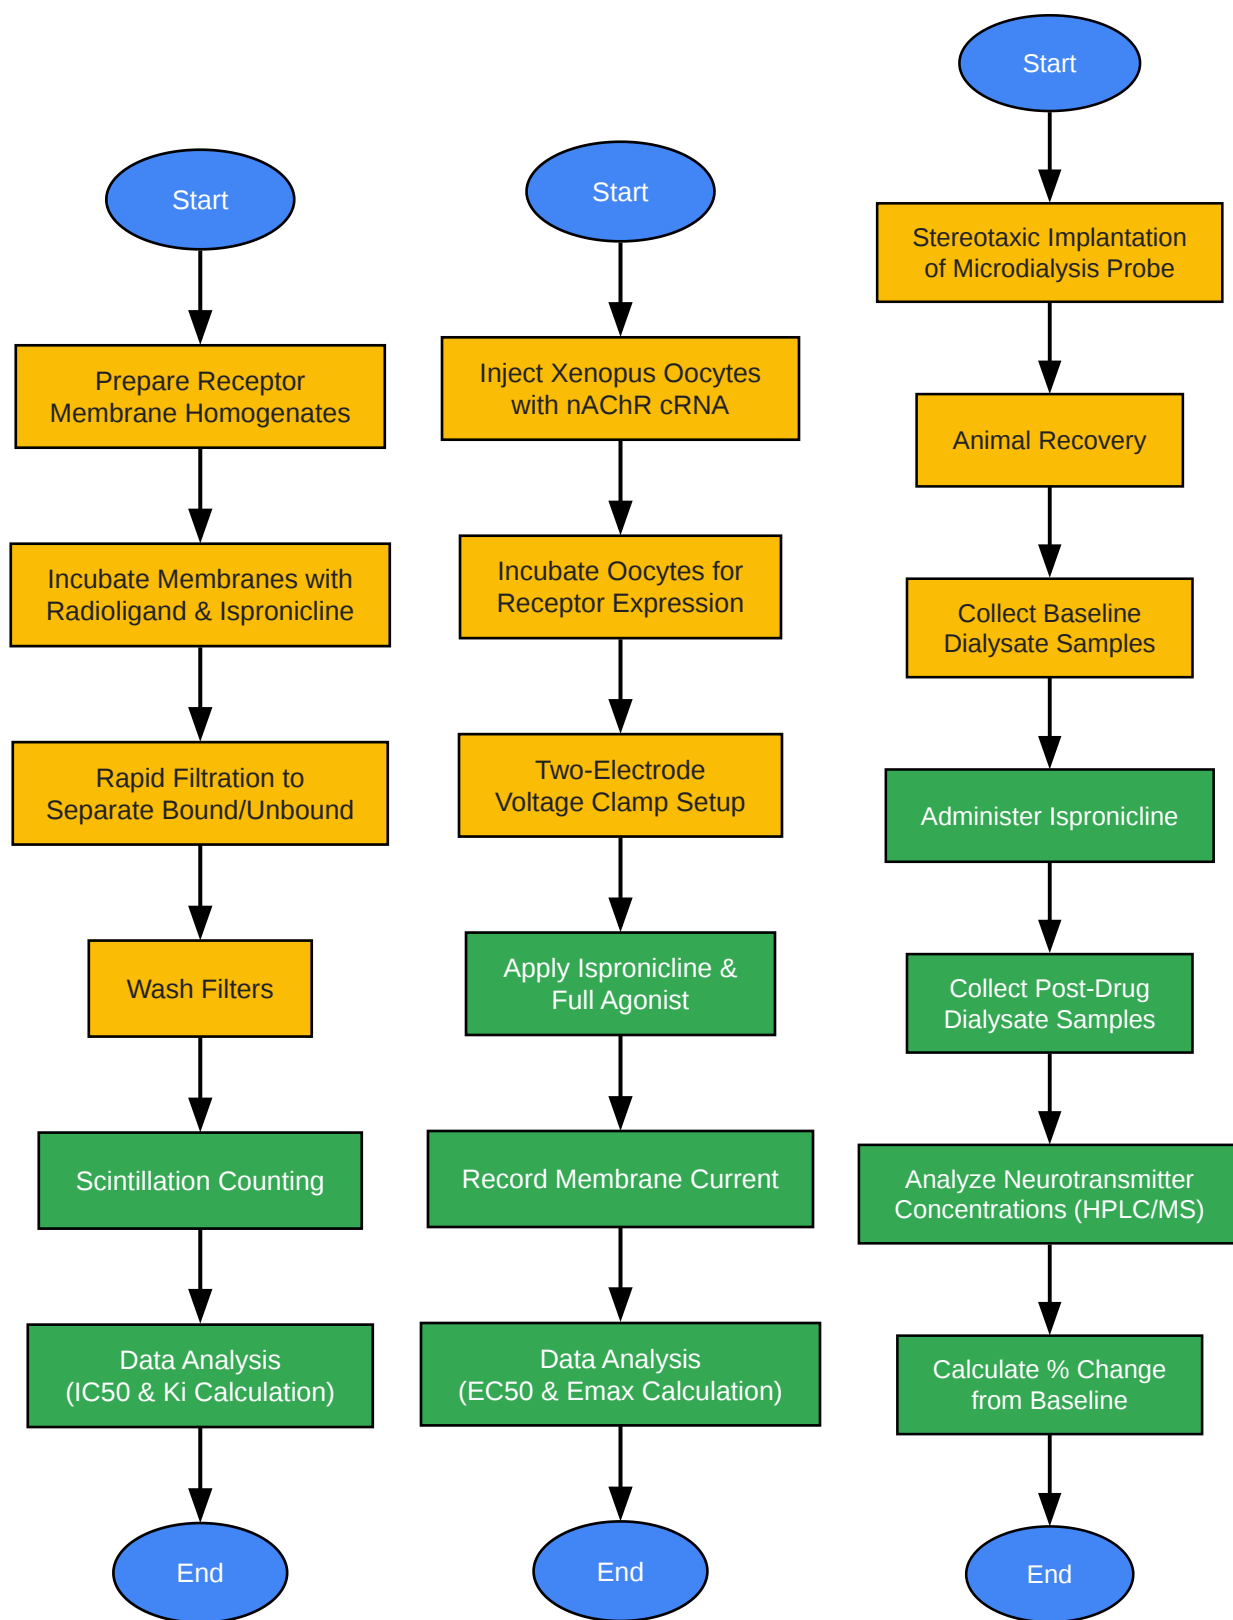 Start
Prepare Receptor
Membrane Homogenates
Incubate Membranes with
Radioligand & Ispronicline
Rapid Filtration to
Separate Bound/Unbound
Wash Filters
Scintillation Counting
Data Analysis
(IC50 & Ki Calculation)
End
Start
Inject Xenopus Oocytes
with nAChR cRNA
Incubate Oocytes for
Receptor Expression
Two-Electrode
Voltage Clamp Setup
Apply Ispronicline &
Full Agonist
Record Membrane Current
Data Analysis
(EC50 & Emax Calculation)
End
Start
Stereotaxic Implantation
of Microdialysis Probe
Animal Recovery
Collect Baseline
Dialysate Samples
Administer Ispronicline
Collect Post-Drug
Dialysate Samples
Analyze Neurotransmitter
Concentrations (HPLC/MS)
Calculate % Change
from Baseline
End